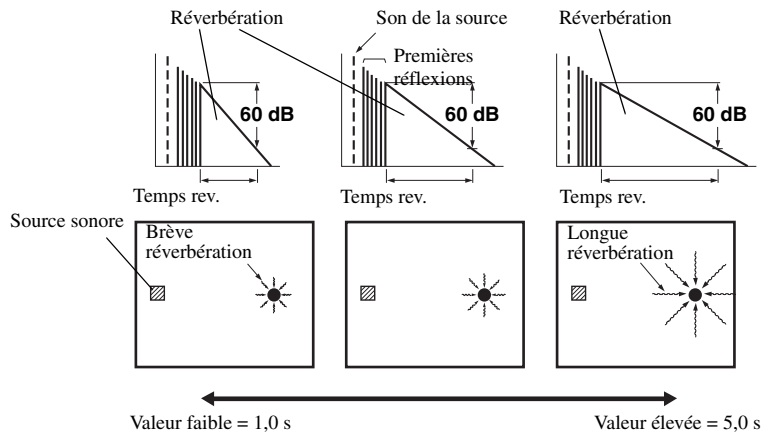 Réverbération
Son de la source
Réverbération
Premières
réflexions
60 dB
60 dB
60 dB
Temps rev.
Temps rev.
Temps rev.
Source sonore
Brève
réverbération
Longue
réverbération
Valeur faible = 1,0 s
Valeur élevée = 5,0 s